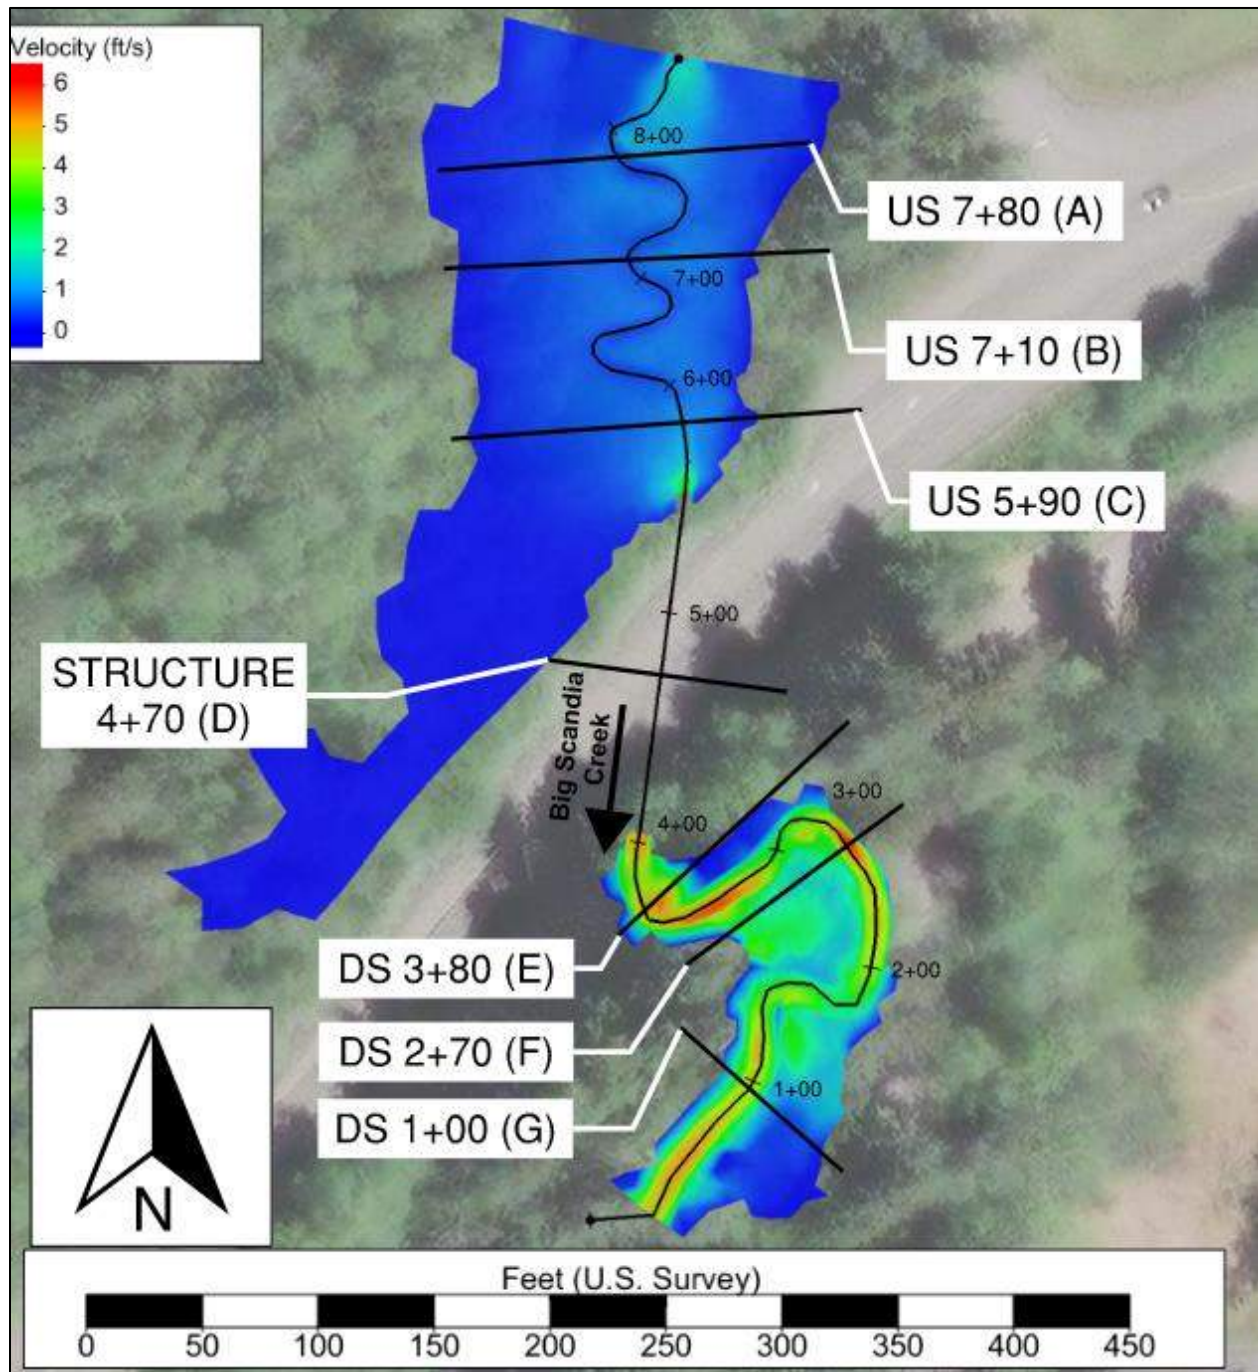 Velocity (ft/s)
6
5
4
3
2
1
0
8+00
US 7+80 (A)
7+00
US 7+10 (B)
6+00
US 5+90 (C)
5+00
STRUCTURE
4+70 (D)
Big Scandia
Creek
4+00
3+00
DS 3+80 (E)
2+00
DS 2+70 (F)
1+00
DS 1+00 (G)
N
Feet (U.S. Survey)
0 50 100 150 200 250 300 350 400 450